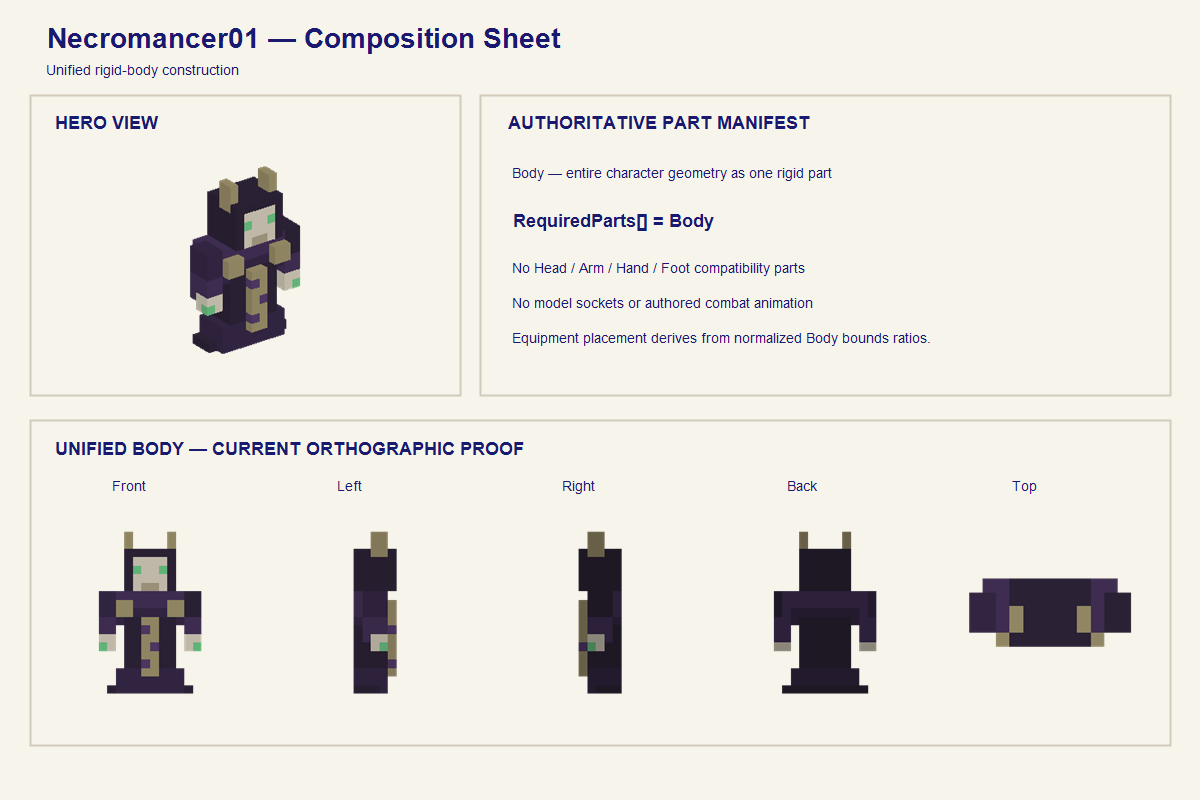 Necromancer01 — Composition Sheet
Unified rigid-body construction
HERO VIEW
AUTHORITATIVE PART MANIFEST
Body — entire character geometry as one rigid part
RequiredParts[] = Body
No Head / Arm / Hand / Foot compatibility parts
No model sockets or authored combat animation
Equipment placement derives from normalized Body bounds ratios.
UNIFIED BODY — CURRENT ORTHOGRAPHIC PROOF
Front Left Right Back Top